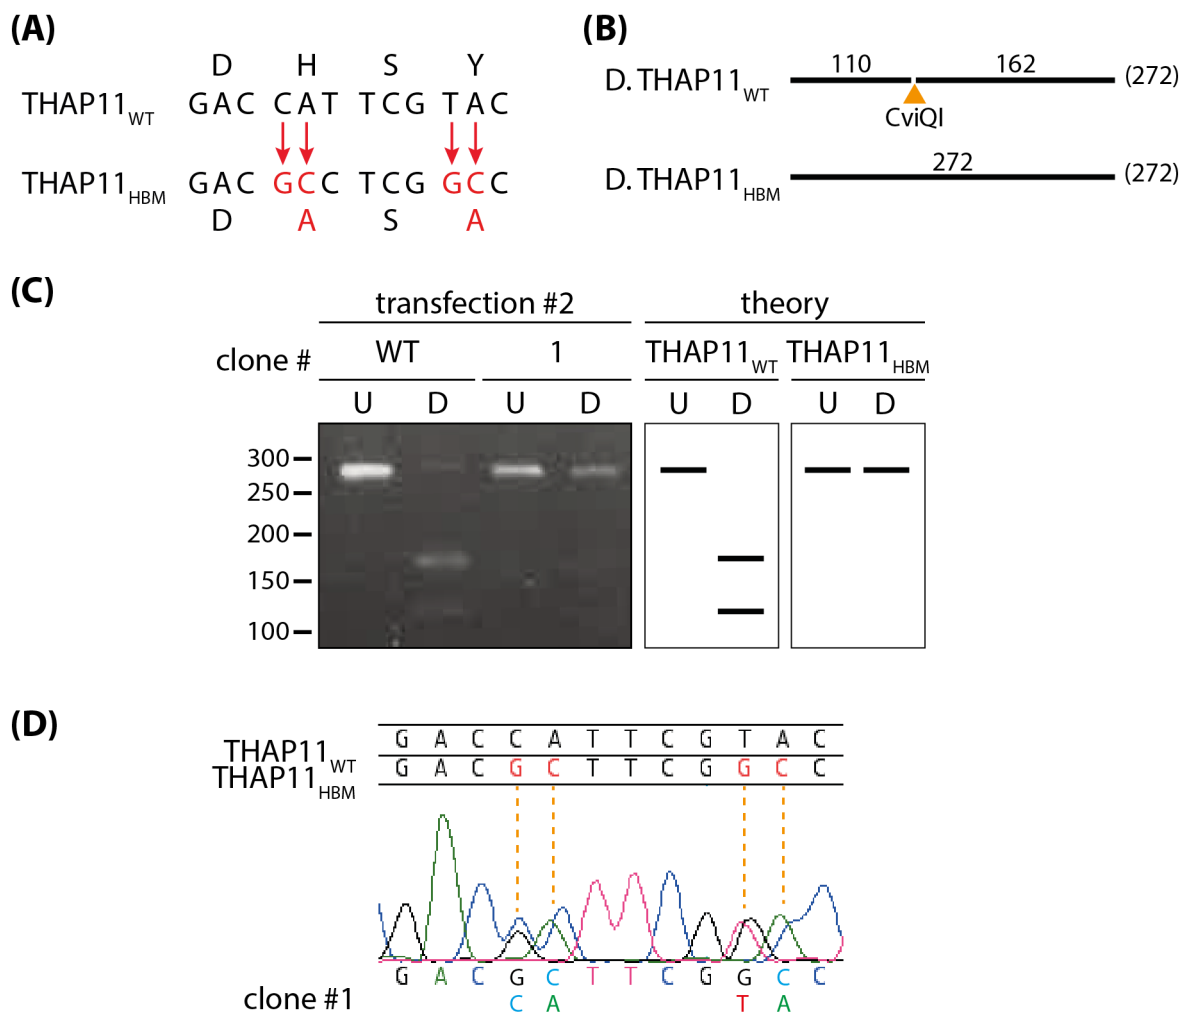 (A)
D H S Y
THAP11WT GAC CAT TCG TAC
THAP11HBM GAC GCC TCG GCC
D A S A
(B)
110 162
D. THAP11WT (272)
CviQI
272
D. THAP11HBM (272)
(C)
transfection #2 theory
clone # WT 1 THAP11WT THAP11HBM
U D U D U D U D
300
250
200
150
100
(D)
THAP11WT G A C C A T T C G T A C
THAP11HBM G A C G C T T C G G C C
G A C G C T T C G G C C
clone #1 C A T A